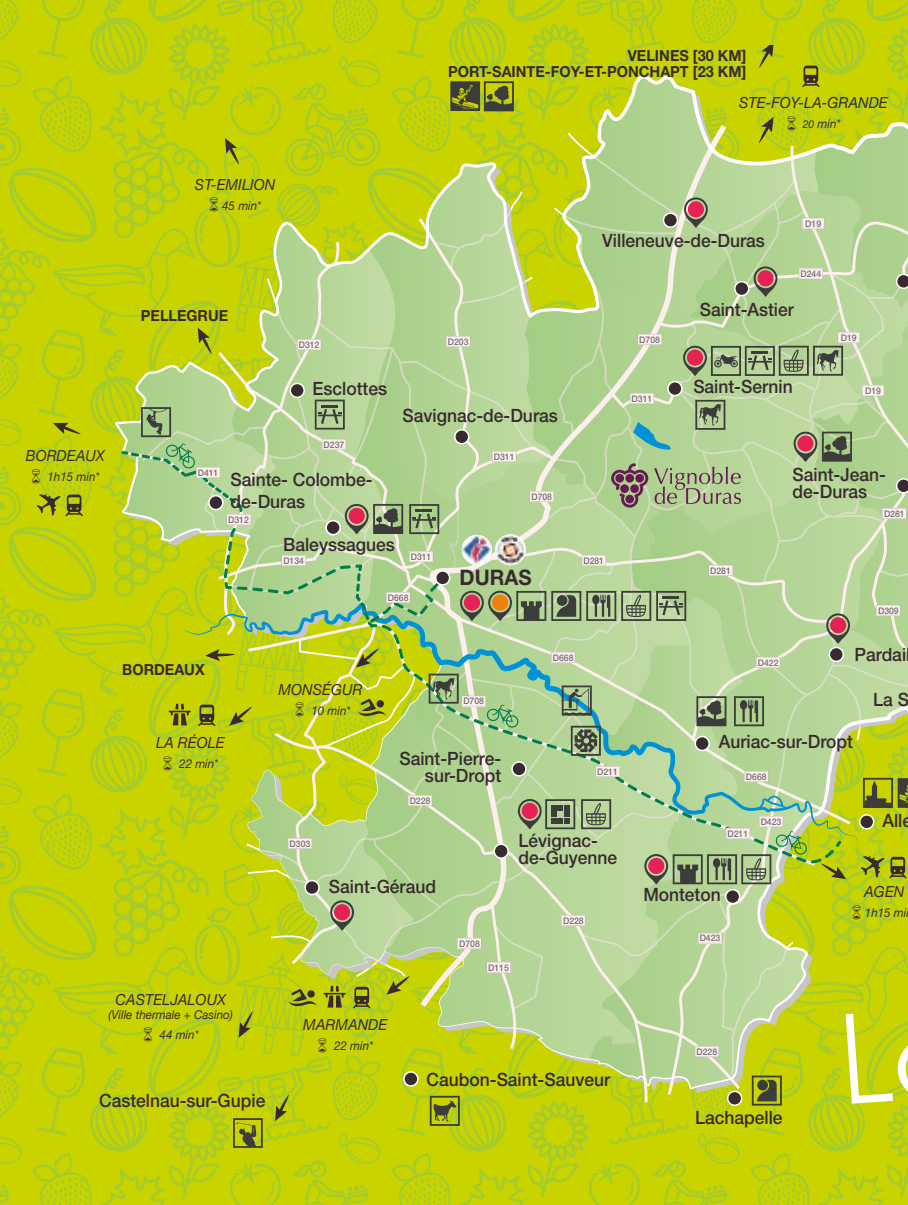 VELINES [30 KM]
PORT-SAINTE-FOY-ET-PONCHAPT [23 KM]
STE-FOY-LA-GRANDE
20 min*
ST-EMILION
45 min*
Villeneuve-de-Duras
D19
D244
Saint-Astier
PELLEGRUE
D312
D203
D708
D19
Saint-Sernin
D19
Esclottes
D311
Savignac-de-Duras
D237
BORDEAUX
1h15 min*
D411
D311
Sainte- Colombe-
de-Duras
Vignoble
de Duras
Saint-Jean-
de-Duras
D708
D312
D281
Baleyssagues
D134
D311
D281
D281
DURAS
D668
D309
D668
D422
Pardail
BORDEAUX
MONSÉGUR
10 min*
D708
La S
LA RÉOLE
22 min*
Auriac-sur-Dropt
Saint-Pierre-
sur-Dropt
D211
D668
D228
D423
D211
Alle
D303
Lévignac-
de-Guyenne
Saint-Géraud
Monteton
AGEN
1h15 min
D228
D423
D708
D115
CASTELJALOUX
(Ville thermale + Casino)
44 min*
MARMANDE
22 min*
D228
Lo
Caubon-Saint-Sauveur
Castelnau-sur-Gupie
Lachapelle